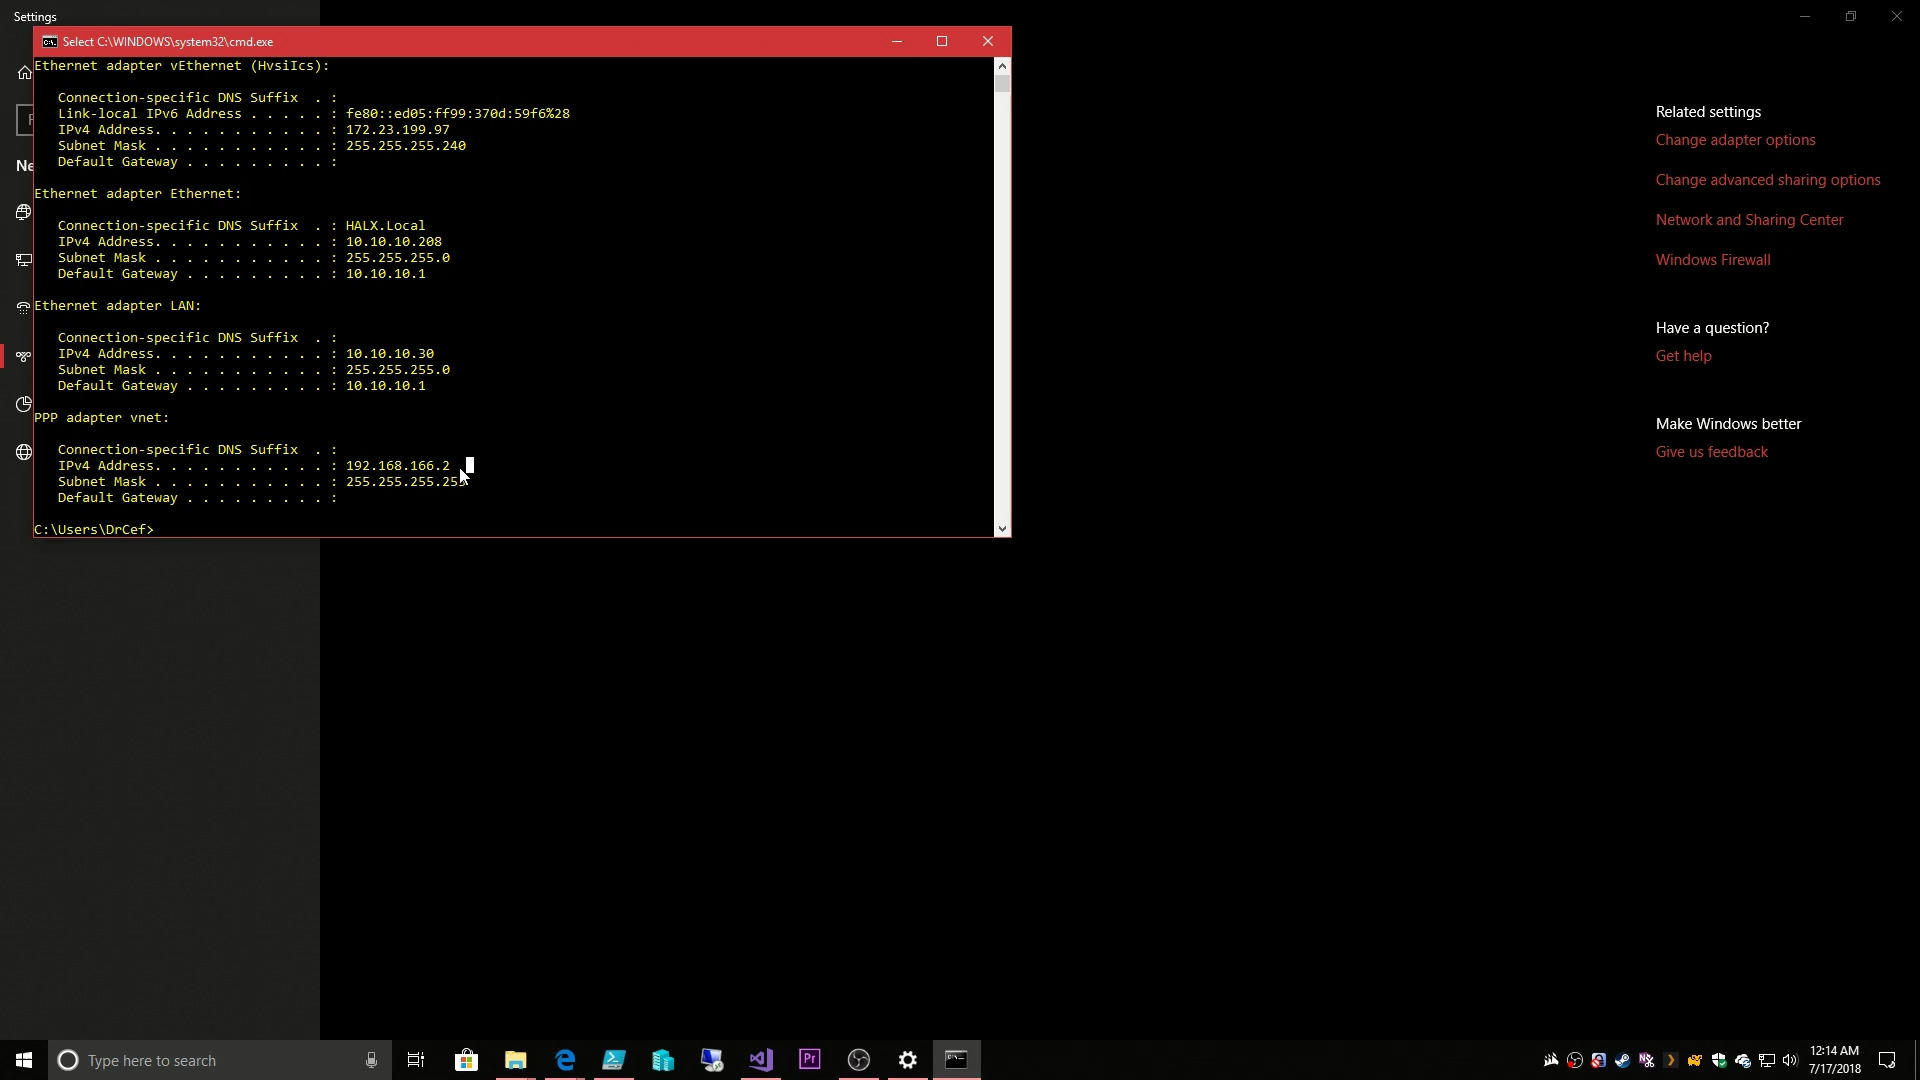 Settings
Select C:\WINDOWS\system32\cmd.exe
Ethernet adapter vEthernet (HvsiIcs):
Connection-specific DNS Suffix . :
Link-local IPv6 Address . . . . . : fe80::ed05:ff99:370d:59f6%28
IPv4 Address. . . . . . . . . . . : 172.23.199.97
Subnet Mask . . . . . . . . . . . : 255.255.255.240
Default Gateway . . . . . . . . . :
Ethernet adapter Ethernet:
Connection-specific DNS Suffix . : HALX.Local
IPv4 Address. . . . . . . . . . . : 10.10.10.208
Subnet Mask . . . . . . . . . . . : 255.255.255.0
Default Gateway . . . . . . . . . : 10.10.10.1
Ethernet adapter LAN:
Connection-specific DNS Suffix . :
IPv4 Address. . . . . . . . . . . : 10.10.10.30
Subnet Mask . . . . . . . . . . . : 255.255.255.0
Default Gateway . . . . . . . . . : 10.10.10.1
PPP adapter vnet:
Connection-specific DNS Suffix . :
IPv4 Address. . . . . . . . . . . : 192.168.166.2
Subnet Mask . . . . . . . . . . . : 255.255.255.255
Default Gateway . . . . . . . . . :
C:\Users\DrCef>
Ne
Related settings
Change adapter options
Change advanced sharing options
Network and Sharing Center
Windows Firewall
Have a question?
Get help
Make Windows better
Give us feedback
Type here to search
Pr
12:14 AM
7/17/2018